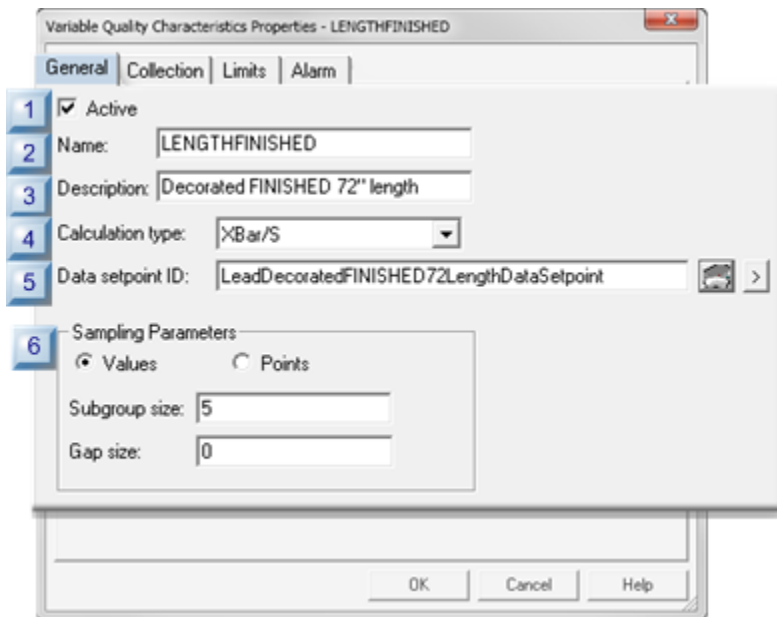 Variable Quality Characteristics Properties - LENGTHFINISHED
General Collection Limits Alarm
1 Active
2 Name: LENGTHFINISHED
3 Description: Decorated FINISHED 72" length
4 Calculation type: XBar/S
5 Data setpoint ID: LeadDecoratedFINISHED72LengthDataSetpoint >
6 Sampling Parameters
Values Points
Subgroup size: 5
Gap size: 0
OK Cancel Help